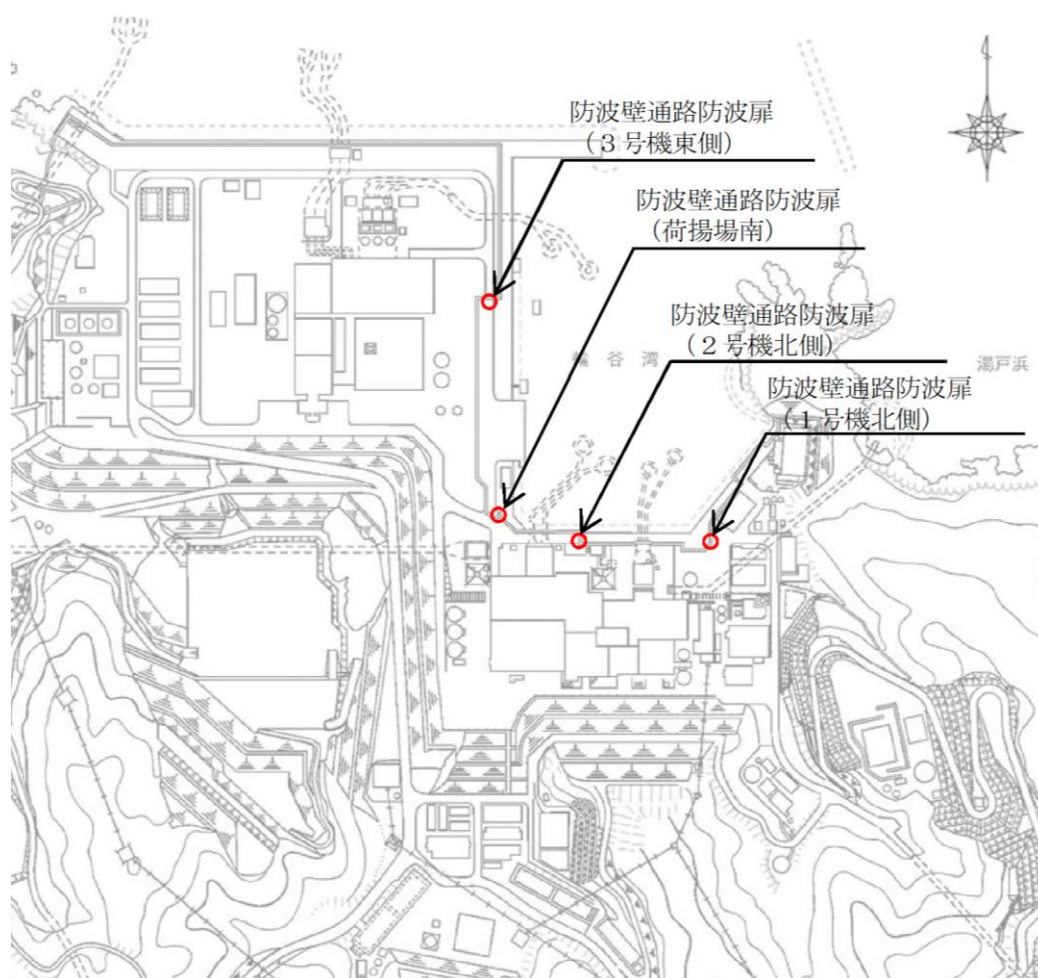 防波壁通路防波扉
（３号機東側）
防波壁通路防波扉
（荷揚場南）
防波壁通路防波扉
（２号機北側）
輪谷湾
湯戸浜
防波壁通路防波扉
（１号機北側）